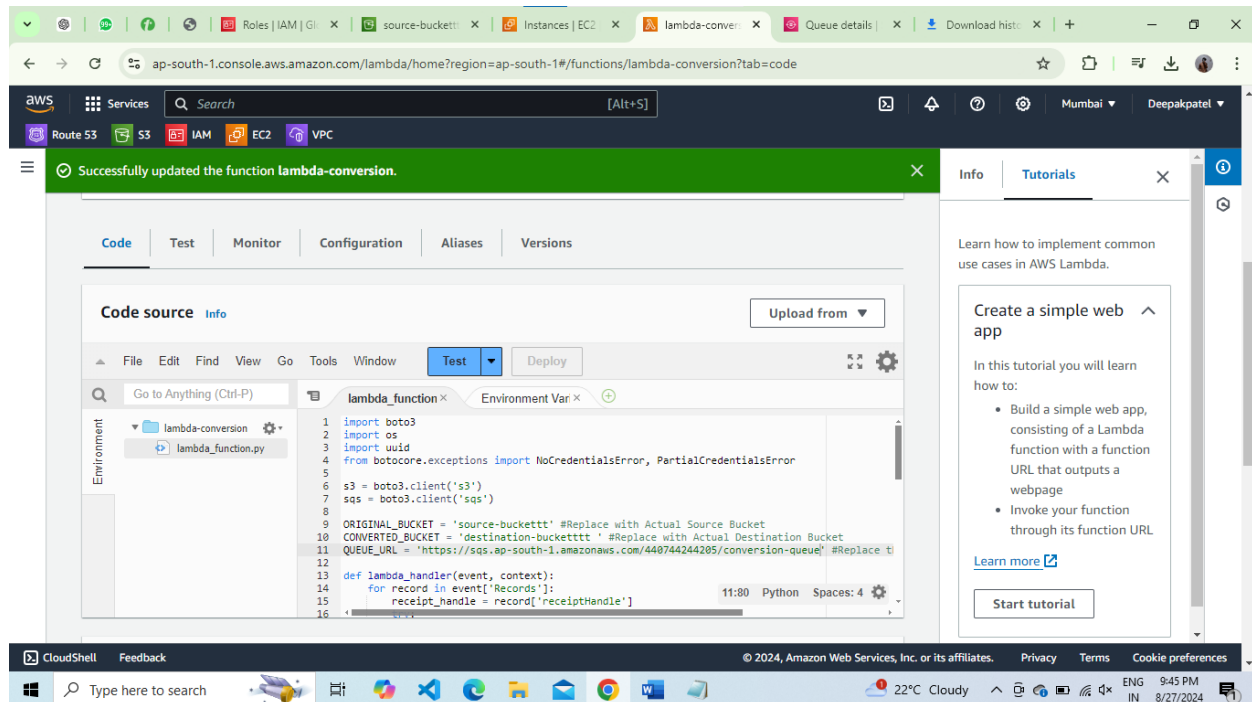 99+
Roles | IAM | Gl
source-buckett
Instances | EC2
lambda-conver
Queue details |
Download histo
ap-south-1.console.aws.amazon.com/lambda/home?region=ap-south-1#/functions/lambda-conversion?tab=code
aws
Services
Search
[Alt+S]
Mumbai
Deepakpatel
Route 53
S3
IAM
EC2
VPC
Successfully updated the function lambda-conversion.
Info
Tutorials
Code
Test
Monitor
Configuration
Aliases
Versions
Learn how to implement common
use cases in AWS Lambda.
Code source Info
Upload from
Create a simple web
app
File Edit Find View Go Tools Window
Test
Deploy
In this tutorial you will learn
how to:
Go to Anything (Ctrl-P)
lambda_function
Environment Vari
• Build a simple web app,
consisting of a Lambda
function with a function
URL that outputs a
webpage
• Invoke your function
through its function URL
Environment
lambda-conversion
lambda_function.py
1 import boto3
2 import os
3 import uuid
4 from botocore.exceptions import NoCredentialsError, PartialCredentialsError
5
6 s3 = boto3.client('s3')
7 sqs = boto3.client('sqs')
8
9 ORIGINAL_BUCKET = 'source-buckettt' #Replace with Actual Source Bucket
10 CONVERTED_BUCKET = 'destination-bucketttt ' #Replace with Actual Destination Bucket
11 QUEUE_URL = 'https://sqs.ap-south-1.amazonaws.com/440744244205/conversion-queue' #Replace t
12
13 def lambda_handler(event, context):
14 for record in event['Records']:
15 receipt_handle = record['receiptHandle']
16
11:80 Python Spaces: 4
Learn more
Start tutorial
CloudShell
Feedback
© 2024, Amazon Web Services, Inc. or its affiliates.
Privacy
Terms
Cookie preferences
Type here to search
22°C Cloudy
ENG
IN
9:45 PM
8/27/2024